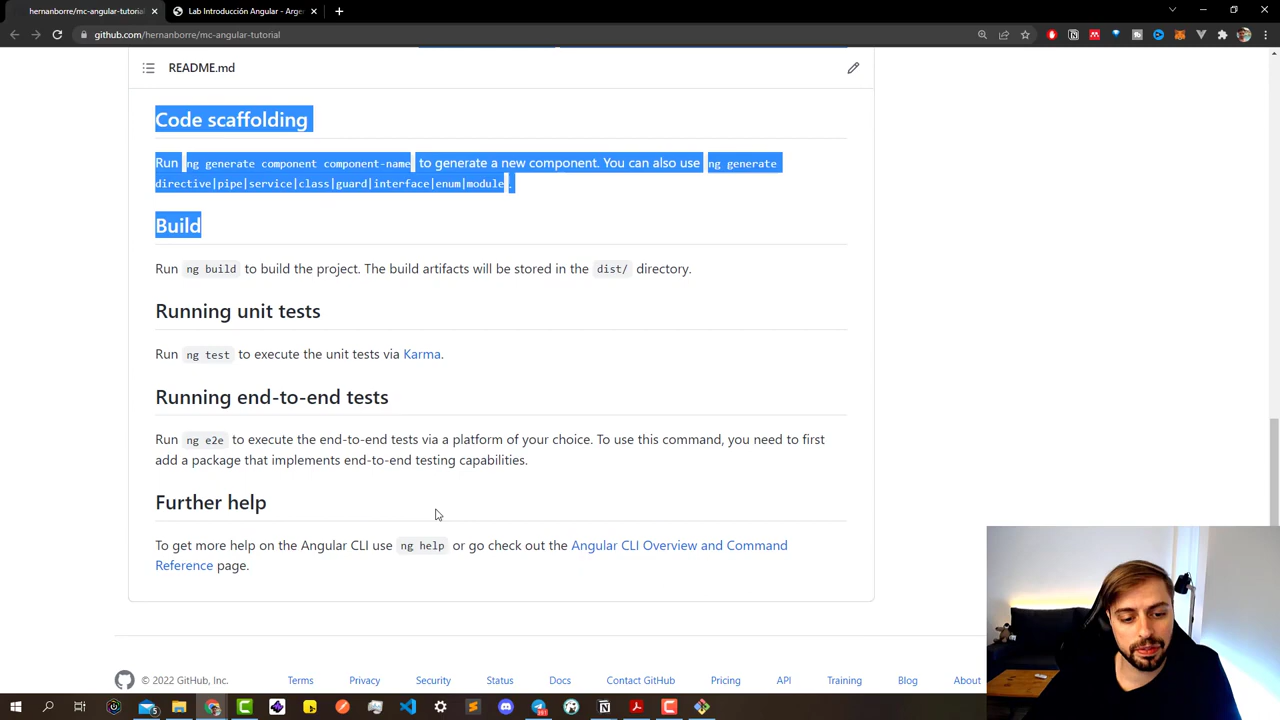 hernanborre/mc-angular-tutorial
Lab Introducción Angular - Arge
github.com/hernanborre/mc-angular-tutorial
README.md
Code scaffolding
Run ng generate component component-name to generate a new component. You can also use ng generate
directive|pipe|service|class|guard|interface|enum|module.
Build
Run ng build to build the project. The build artifacts will be stored in the dist/ directory.
Running unit tests
Run ng test to execute the unit tests via Karma.
Running end-to-end tests
Run ng e2e to execute the end-to-end tests via a platform of your choice. To use this command, you need to first
add a package that implements end-to-end testing capabilities.
Further help
To get more help on the Angular CLI use ng help or go check out the Angular CLI Overview and Command
Reference page.
© 2022 GitHub, Inc. Terms Privacy Security Status Docs Contact GitHub Pricing API Training Blog About